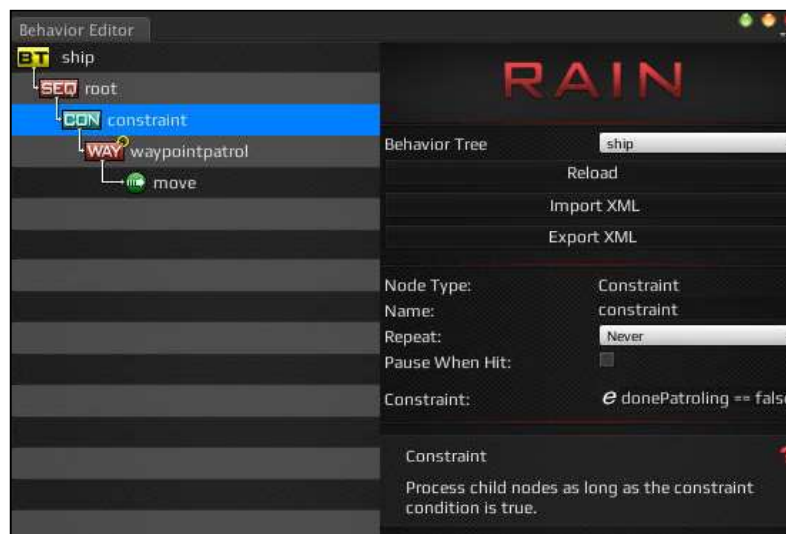 Behavior Editor
BT ship
SEQ root
CON constraint
WAY waypointpatrol
move
RAIN
Behavior Tree ship
Reload
Import XML
Export XML
Node Type: Constraint
Name: constraint
Repeat: Never
Pause When Hit:
Constraint: e donePatroling == false
Constraint
Process child nodes as long as the constraint
condition is true.